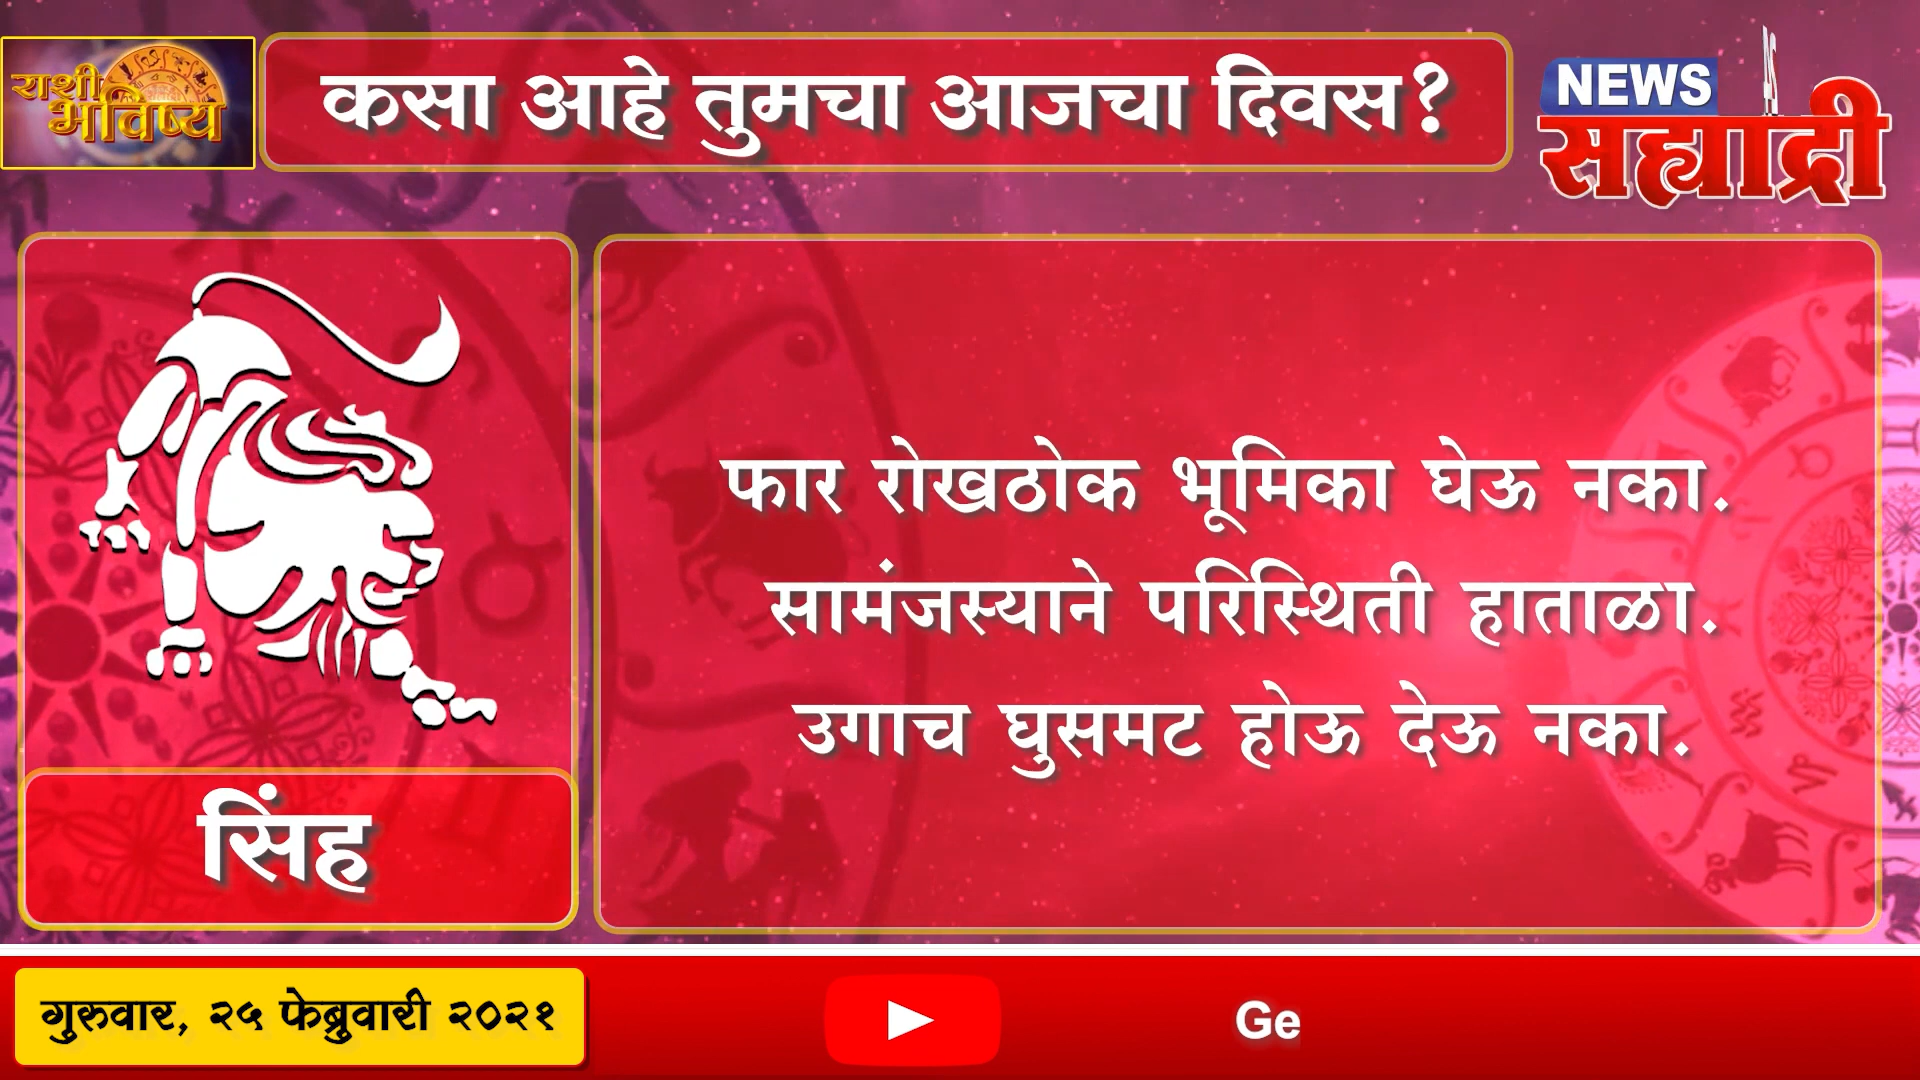 राशी
भविष्य
कसा आहे तुमचा आजचा दिवस?
NEWS
सह्याद्री
फार रोखठोक भूमिका घेऊ नका.
सामंजस्याने परिस्थिती हाताळा.
उगाच घुसमट होऊ देऊ नका.
सिंह
गुरुवार, २५ फेब्रुवारी २०२१
Ge